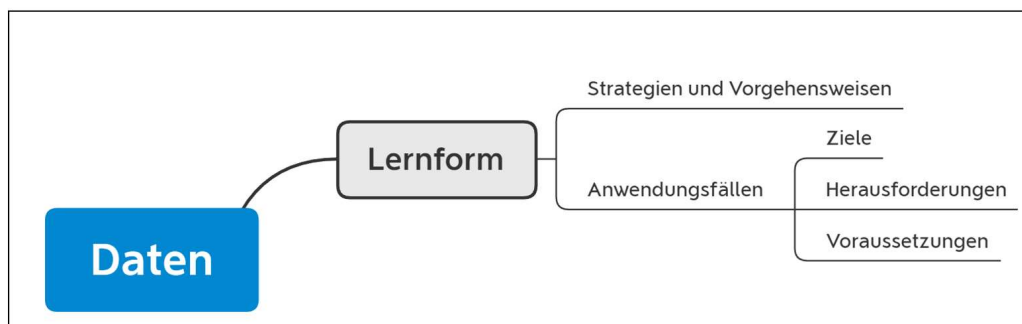 Strategien und Vorgehensweisen
Ziele
Lernform
Anwendungsfällen
Herausforderungen
Voraussetzungen
Daten